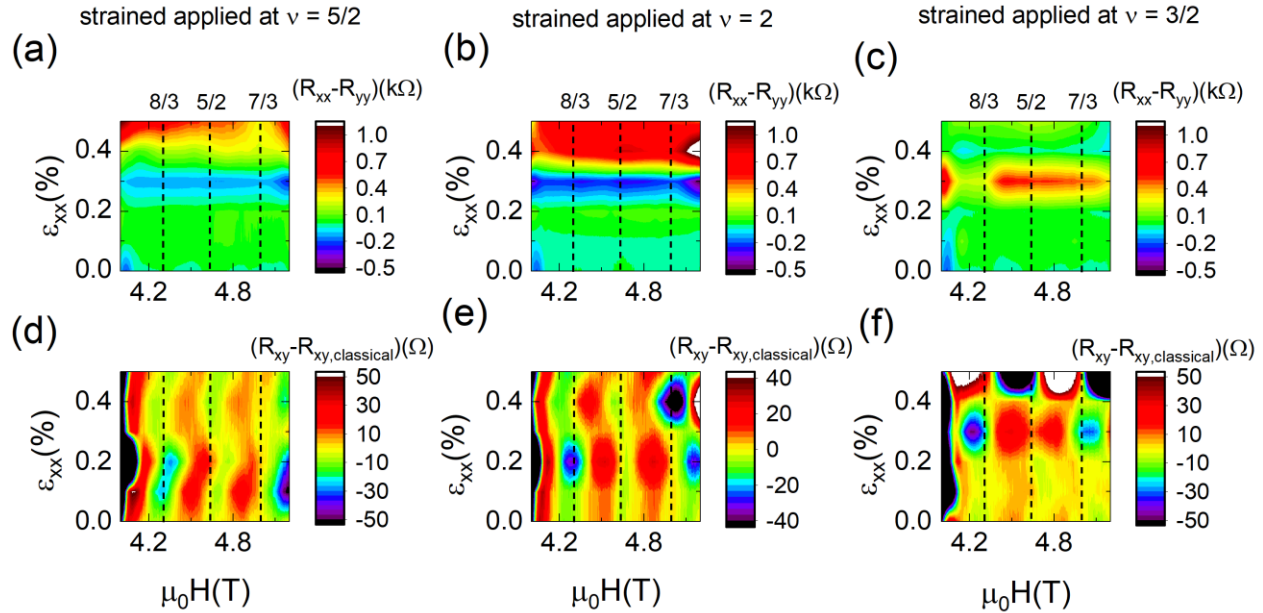 strained applied at ν = 5/2
strained applied at ν = 2
strained applied at ν = 3/2
(a)
8/3 5/2 7/3
(Rxx-Ryy)(kΩ)
1.0
0.7
0.4
0.1
-0.2
-0.5
εxx(%)
0.4
0.2
0.0
4.2 4.8
(b)
8/3 5/2 7/3
(Rxx-Ryy)(kΩ)
1.0
0.7
0.4
0.1
-0.2
-0.5
εxx(%)
0.4
0.2
0.0
4.2 4.8
(c)
8/3 5/2 7/3
(Rxx-Ryy)(kΩ)
1.0
0.7
0.4
0.1
-0.2
-0.5
εxx(%)
0.4
0.2
0.0
4.2 4.8
(d)
(Rxy-Rxy,classical)(Ω)
50
30
10
-10
-30
-50
εxx(%)
0.4
0.2
0.0
4.2 4.8
μ0H(T)
(e)
(Rxy-Rxy,classical)(Ω)
40
20
0
-20
-40
εxx(%)
0.4
0.2
0.0
4.2 4.8
μ0H(T)
(f)
(Rxy-Rxy,classical)(Ω)
50
30
10
-10
-30
-50
εxx(%)
0.4
0.2
0.0
4.2 4.8
μ0H(T)